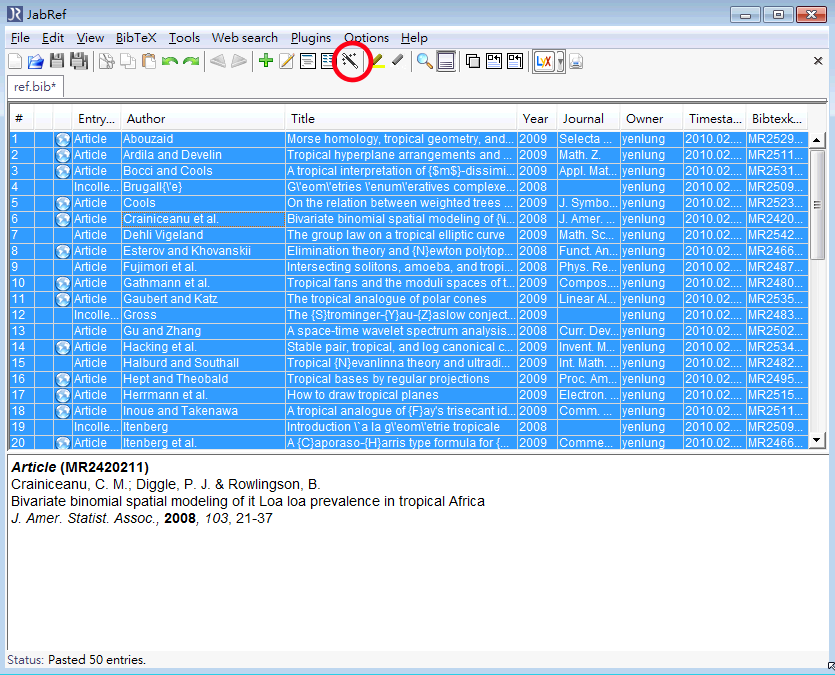 JabRef
File Edit View BibTeX Tools Web search Plugins Options Help
LyX
ref.bib*
# Entry... Author Title Year Journal Owner Timesta... Bibtexk...
1 Article Abouzaid Morse homology, tropical geometry, and... 2009 Selecta ... yenlung 2010.02.... MR2529...
2 Article Ardila and Develin Tropical hyperplane arrangements and ... 2009 Math. Z. yenlung 2010.02.... MR2511...
3 Article Bocci and Cools A tropical interpretation of {$m$}-dissimi... 2009 Appl. Mat... yenlung 2010.02.... MR2531...
4 Incolle... Brugall{\'e} G\'eom\'etries \'enum\'eratives complexe... 2008 yenlung 2010.02.... MR2509...
5 Article Cools On the relation between weighted trees ... 2009 J. Symbo... yenlung 2010.02.... MR2523...
6 Article Crainiceanu et al. Bivariate binomial spatial modeling of {\i... 2008 J. Amer. ... yenlung 2010.02.... MR2420...
7 Article Dehli Vigeland The group law on a tropical elliptic curve 2009 Math. Sc... yenlung 2010.02.... MR2542...
8 Article Esterov and Khovanskii Elimination theory and {N}ewton polytop... 2008 Funct. An... yenlung 2010.02.... MR2466...
9 Article Fujimori et al. Intersecting solitons, amoeba, and tropi... 2008 Phys. Re... yenlung 2010.02.... MR2487...
10 Article Gathmann et al. Tropical fans and the moduli spaces of t... 2009 Compos.... yenlung 2010.02.... MR2480...
11 Article Gaubert and Katz The tropical analogue of polar cones 2009 Linear Al... yenlung 2010.02.... MR2535...
12 Incolle... Gross The {S}trominger-{Y}au-{Z}aslow conject... 2009 yenlung 2010.02.... MR2483...
13 Article Gu and Zhang A space-time wavelet spectrum analysis... 2008 Curr. Dev... yenlung 2010.02.... MR2502...
14 Article Hacking et al. Stable pair, tropical, and log canonical c... 2009 Invent. M... yenlung 2010.02.... MR2534...
15 Article Halburd and Southall Tropical {N}evanlinna theory and ultradi... 2009 Int. Math. ... yenlung 2010.02.... MR2482...
16 Article Hept and Theobald Tropical bases by regular projections 2009 Proc. Am... yenlung 2010.02.... MR2495...
17 Article Herrmann et al. How to draw tropical planes 2009 Electron. ... yenlung 2010.02.... MR2515...
18 Article Inoue and Takenawa A tropical analogue of {F}ay's trisecant id... 2009 Comm. ... yenlung 2010.02.... MR2511...
19 Incolle... Itenberg Introduction \`a la g\'eom\'etrie tropicale 2008 yenlung 2010.02.... MR2509...
20 Article Itenberg et al. A {C}aporaso-{H}arris type formula for {... 2009 Comme... yenlung 2010.02.... MR2466...
Article (MR2420211)
Crainiceanu, C. M.; Diggle, P. J. & Rowlingson, B.
Bivariate binomial spatial modeling of it Loa loa prevalence in tropical Africa
J. Amer. Statist. Assoc., 2008, 103, 21-37
Status: Pasted 50 entries.